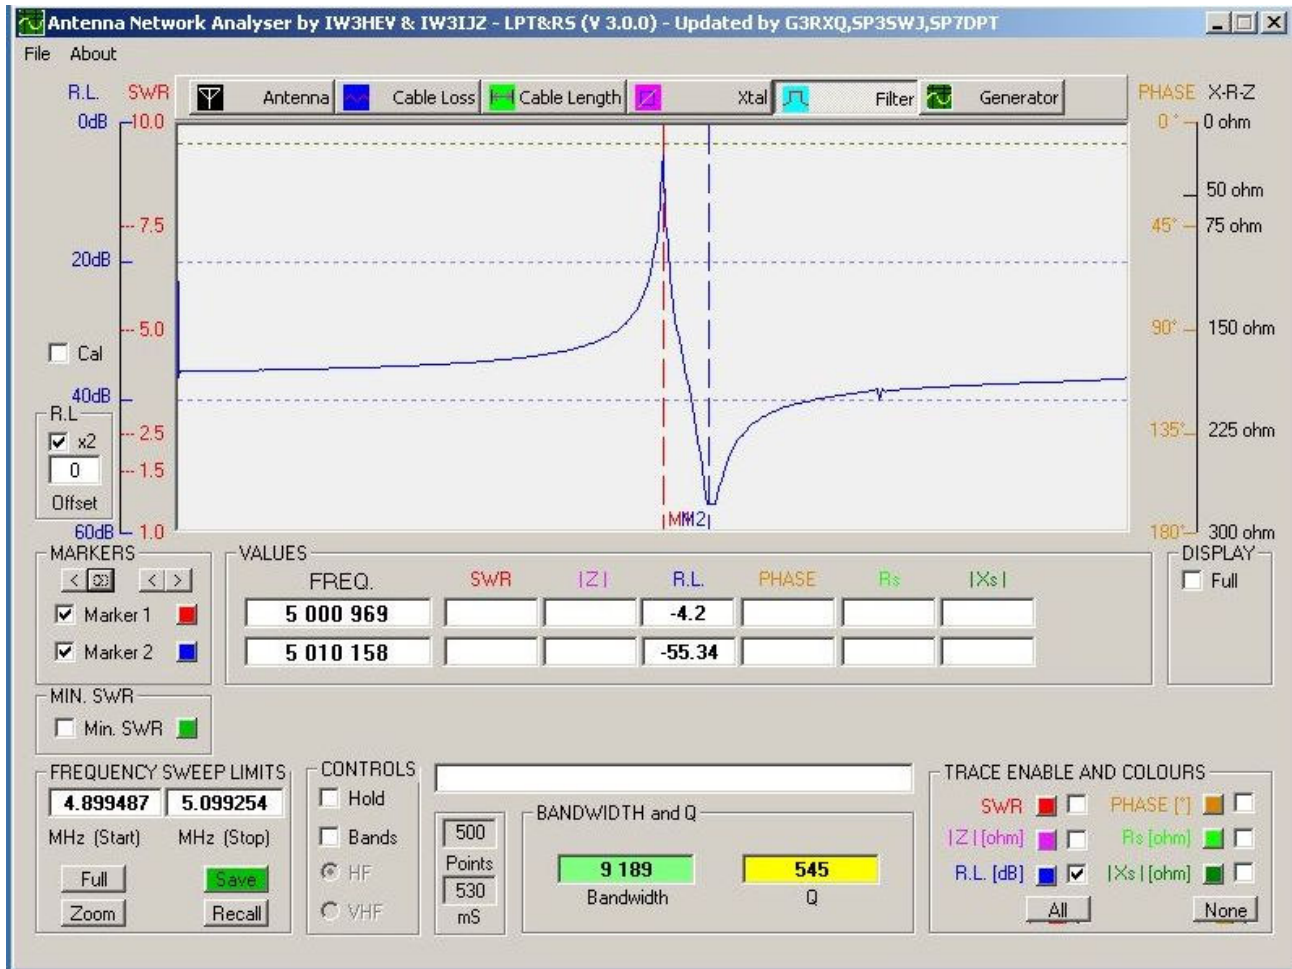 Antenna Network Analyser by IW3HEV & IW3IJZ - LPT&RS (V 3.0.0) - Updated by G3RXQ,SP3SWJ,SP7DPT
File About
R.L. SWR Antenna Cable Loss Cable Length Xtal Filter Generator PHASE X-R-Z
0dB 10.0 0 ° 0 ohm
50 ohm
7.5 45° 75 ohm
20dB
5.0 90° 150 ohm
Cal
40dB
R.L
x2 2.5 135° 225 ohm
0 1.5
Offset
M2
60dB 1.0 180° 300 ohm
MARKERS VALUES DISPLAY
< > < > FREQ. SWR |Z| R.L. PHASE Rs |Xs| Full
Marker 1 5 000 969 -4.2
Marker 2 5 010 158 -55.34
MIN. SWR
Min. SWR
FREQUENCY SWEEP LIMITS CONTROLS TRACE ENABLE AND COLOURS
4.899487 5.099254 Hold BANDWIDTH and Q SWR PHASE [°]
MHz (Start) MHz (Stop) Bands 500 |Z| [ohm] Rs [ohm]
Full Save HF Points 9 189 545 R.L. [dB] |Xs| [ohm]
530 Bandwidth Q
Zoom Recall VHF mS All None